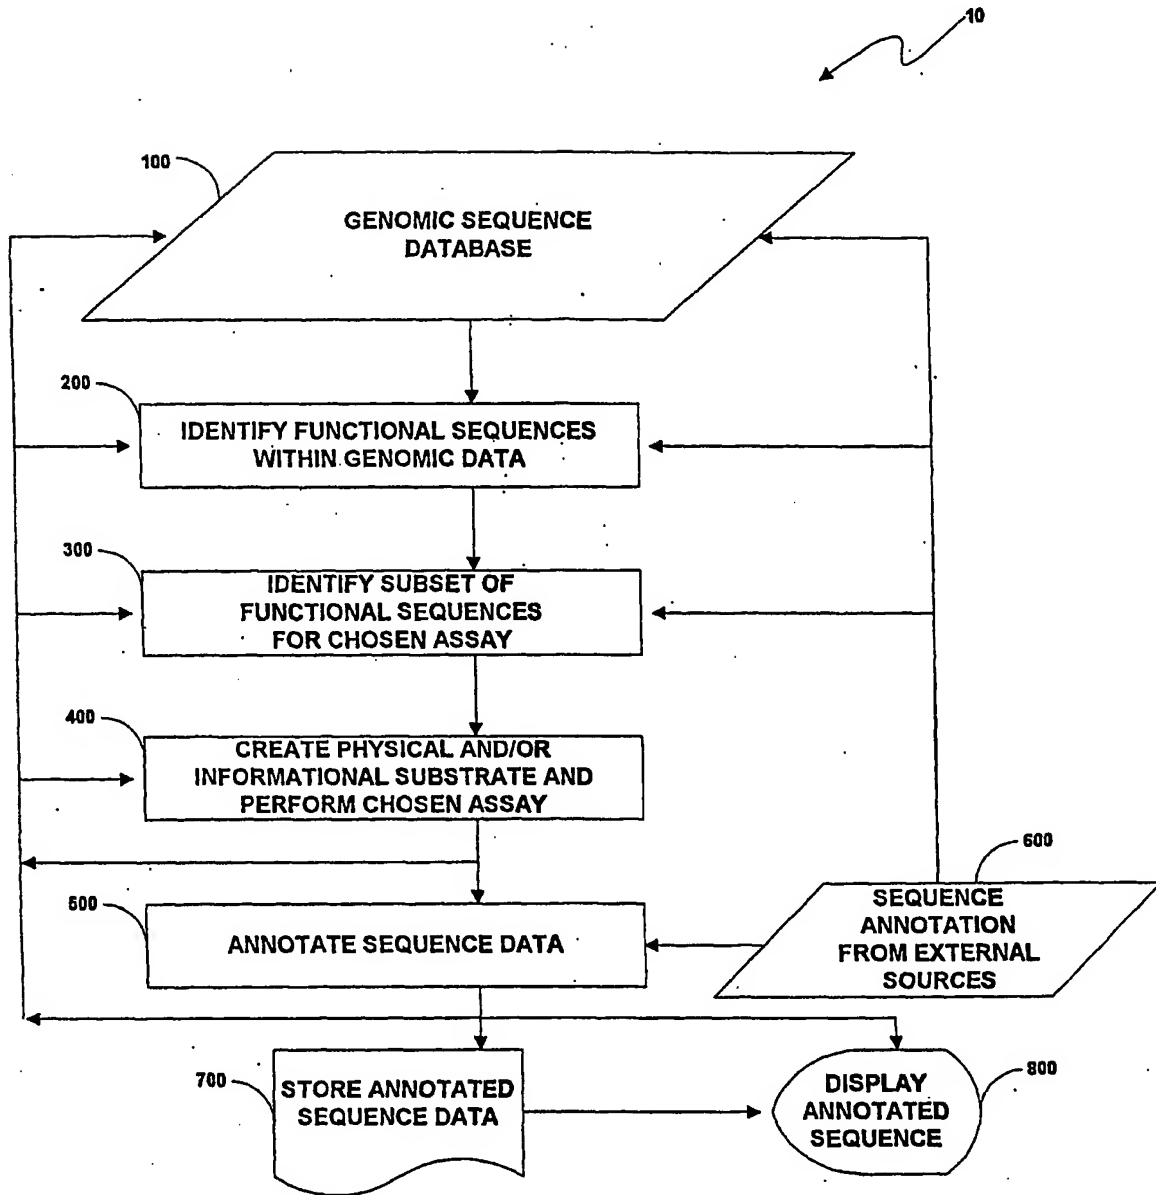 10
100
GENOMIC SEQUENCE
DATABASE
200
IDENTIFY FUNCTIONAL SEQUENCES
WITHIN GENOMIC DATA
300
IDENTIFY SUBSET OF
FUNCTIONAL SEQUENCES
FOR CHOSEN ASSAY
400
CREATE PHYSICAL AND/OR
INFORMATIONAL SUBSTRATE AND
PERFORM CHOSEN ASSAY
500
ANNOTATE SEQUENCE DATA
600
SEQUENCE
ANNOTATION
FROM EXTERNAL
SOURCES
700
STORE ANNOTATED
SEQUENCE DATA
800
DISPLAY
ANNOTATED
SEQUENCE